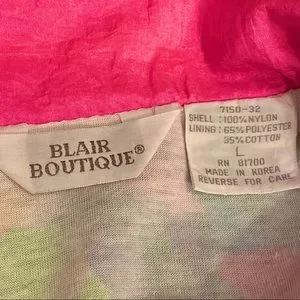 BLAIR
BOUTIQUE®
7150-32
SHELL : 100% NYLON
LINING : 65% POLYESTER
35% COTTON
L
RN 81700
MADE IN KOREA
REVERSE FOR CARE